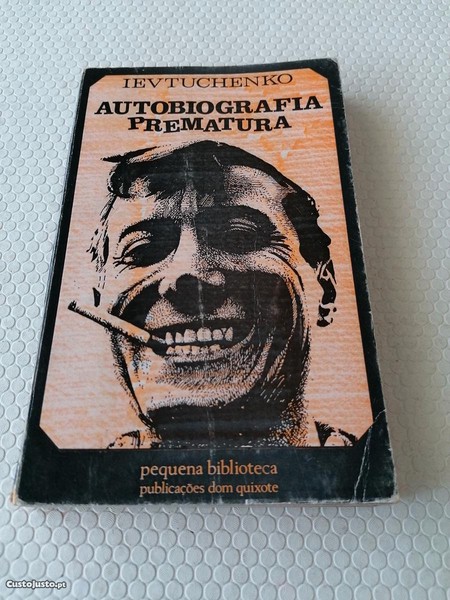 IEVTUCHENKO
AUTOBIOGRAFIA
PREMATURA
pequena biblioteca
publicações dom quixote
CustoJusto.pt